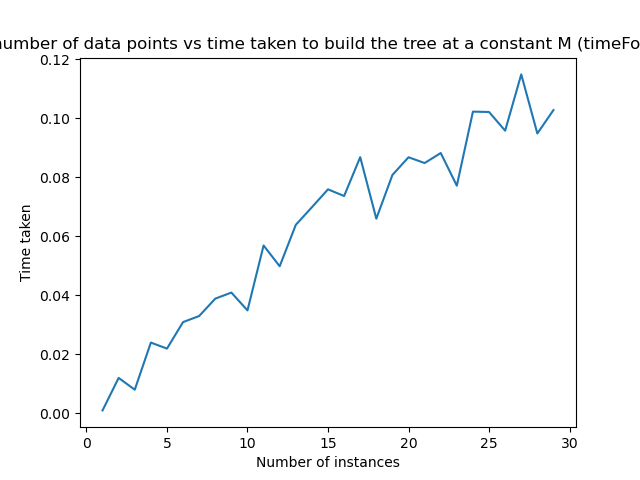 number of data points vs time taken to build the tree at a constant M
0.12
0.10
0.08
0.06
0.04
0.02
0.00
Time taken
0 5 10 15 20 25 30
Number of instances